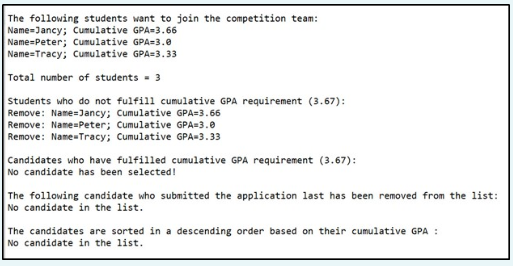 The following students want to join the competition team:
Name=Jancy; Cumulative GPA=3.66
Name=Peter; Cumulative GPA=3.0
Name=Tracy; Cumulative GPA=3.33
Total number of students = 3
Students who do not fulfill cumulative GPA requirement (3.67):
Remove: Name=Jancy; Cumulative GPA=3.66
Remove: Name=Peter; Cumulative GPA=3.0
Remove: Name=Tracy; Cumulative GPA=3.33
Candidates who have fulfilled cumulative GPA requirement (3.67):
No candidate has been selected!
The following candidate who submitted the application last has been removed from the list:
No candidate in the list.
The candidates are sorted in a descending order based on their cumulative GPA :
No candidate in the list.